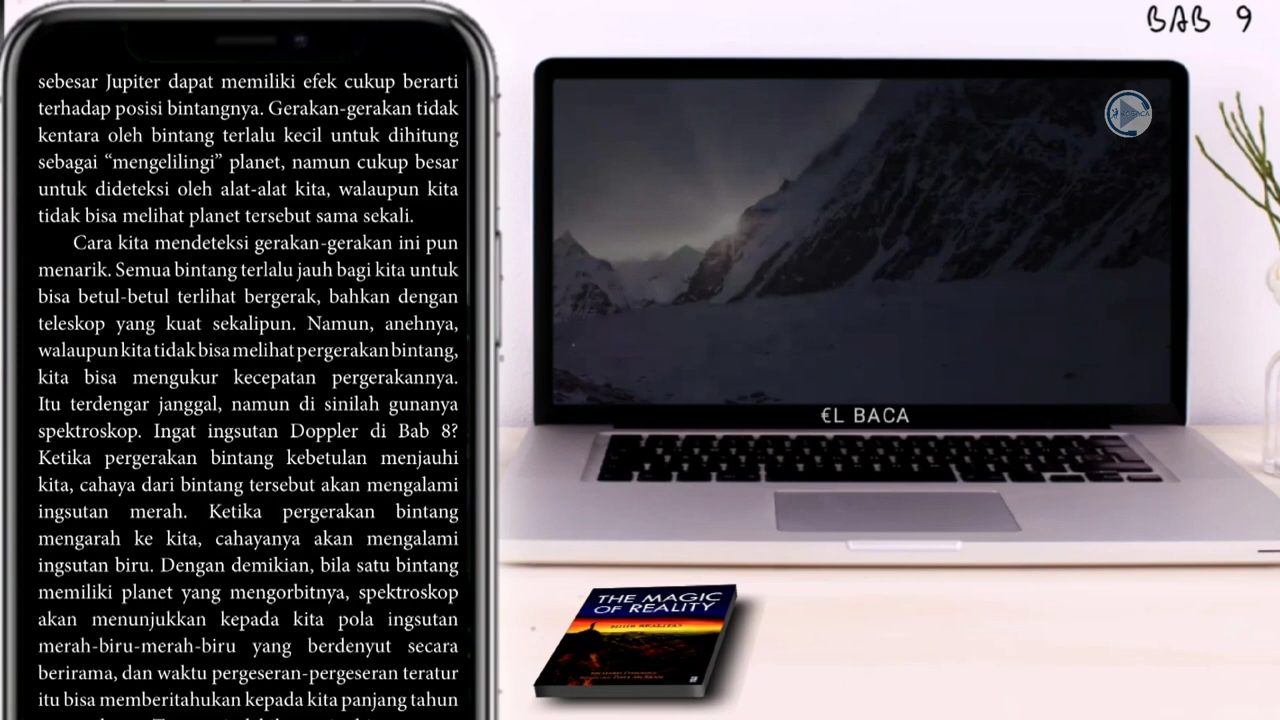 sebesar Jupiter dapat memiliki efek cukup berarti
terhadap posisi bintangnya. Gerakan-gerakan tidak
kentara oleh bintang terlalu kecil untuk dihitung
sebagai “mengelilingi” planet, namun cukup besar
untuk dideteksi oleh alat-alat kita, walaupun kita
tidak bisa melihat planet tersebut sama sekali.
Cara kita mendeteksi gerakan-gerakan ini pun
menarik. Semua bintang terlalu jauh bagi kita untuk
bisa betul-betul terlihat bergerak, bahkan dengan
teleskop yang kuat sekalipun. Namun, anehnya,
walaupun kita tidak bisa melihat pergerakan bintang,
kita bisa mengukur kecepatan pergerakannya.
Itu terdengar janggal, namun di sinilah gunanya
spektroskop. Ingat ingsutan Doppler di Bab 8?
Ketika pergerakan bintang kebetulan menjauhi
kita, cahaya dari bintang tersebut akan mengalami
ingsutan merah. Ketika pergerakan bintang
mengarah ke kita, cahayanya akan mengalami
ingsutan biru. Dengan demikian, bila satu bintang
memiliki planet yang mengorbitnya, spektroskop
akan menunjukkan kepada kita pola ingsutan
merah-biru-merah-biru yang berdenyut secara
berirama, dan waktu pergeseran-pergeseran teratur
itu bisa memberitahukan kepada kita panjang tahun
BAB 9
€L BACA
THE MAGIC
OF REALITY